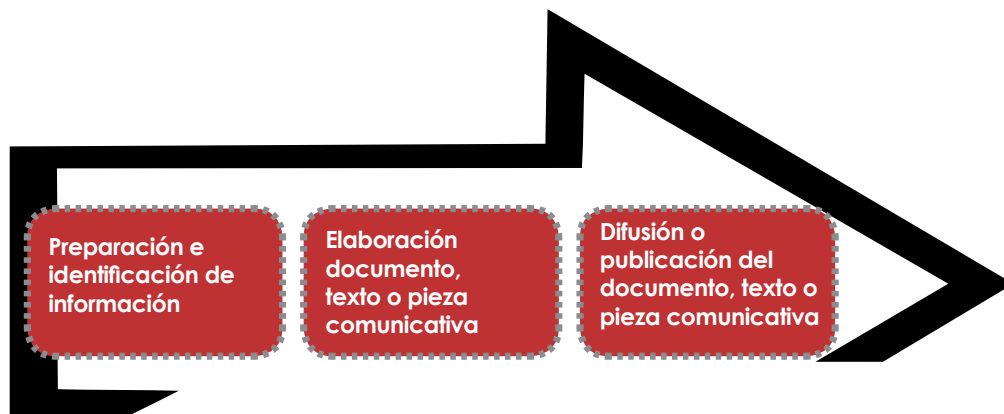 Preparación e
identificación de
información
Elaboración
documento,
texto o pieza
comunicativa
Difusión o
publicación del
documento, texto o
pieza comunicativa